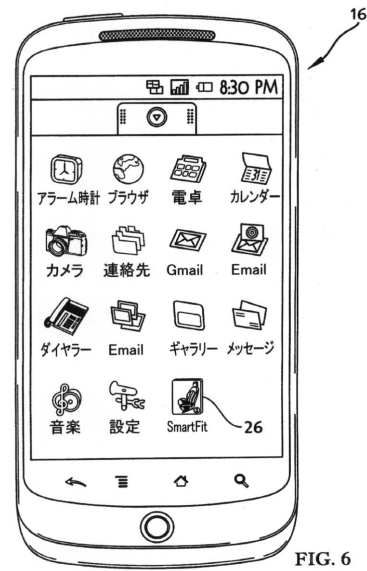 16
8:30 PM
アラーム時計 ブラウザ 電卓 カレンダー
カメラ 連絡先 Gmail Email
ダイヤラー Email ギャラリー メッセージ
音楽 設定 SmartFit 26
FIG. 6